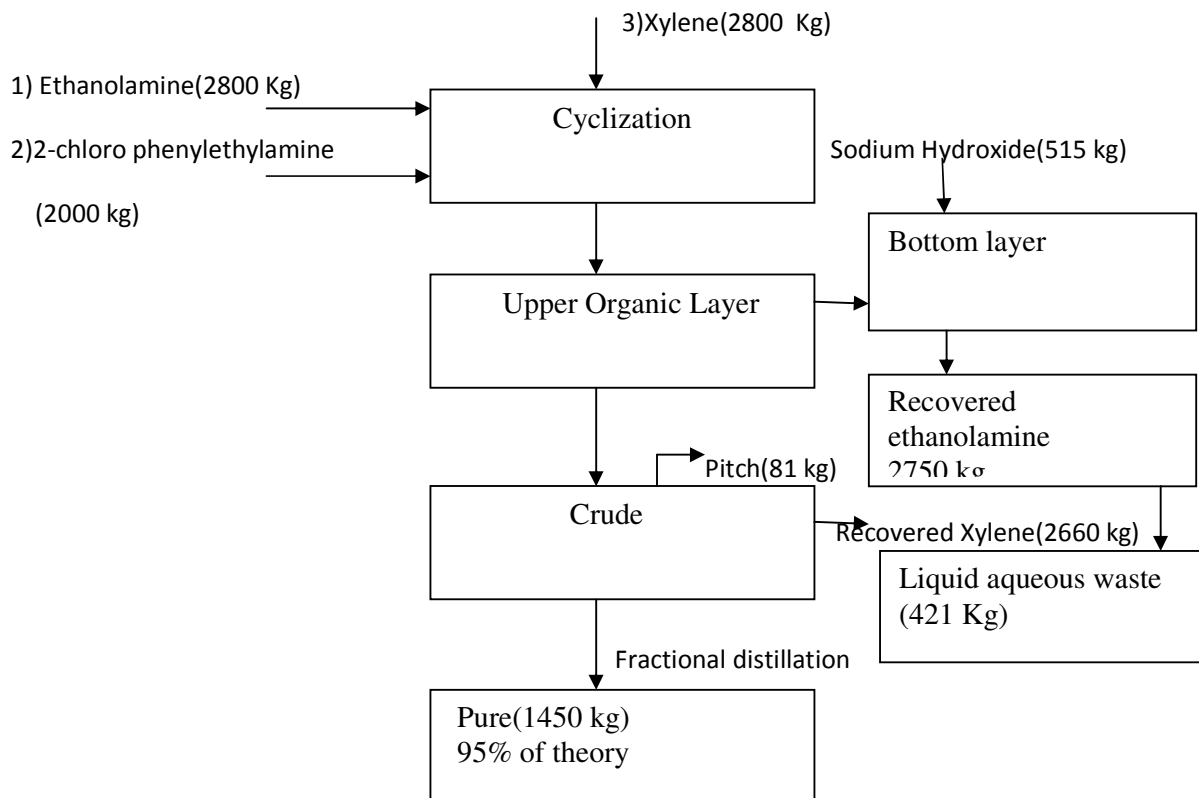 3)Xylene(2800 Kg)
1) Ethanolamine(2800 Kg)
Cyclization
2)2-chloro phenylethylamine
(2000 kg)
Sodium Hydroxide(515 kg)
Bottom layer
Upper Organic Layer
Recovered
ethanolamine
2750 kg
Pitch(81 kg)
Crude
Recovered Xylene(2660 kg)
Liquid aqueous waste
(421 Kg)
Fractional distillation
Pure(1450 kg)
95% of theory